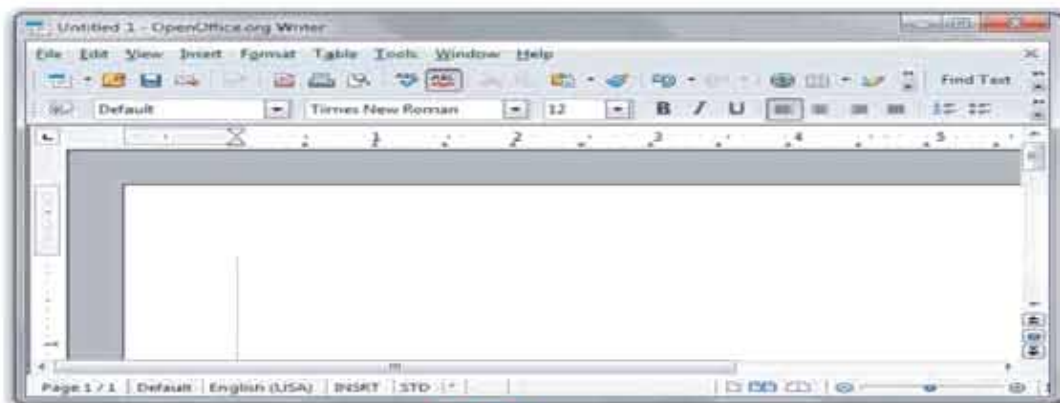 Untitled 1 - OpenOffice.org Writer
File Edit View Insert Format Table Tools Window Help
Find Text
Default Times New Roman 12 B I U
1 2 3 4 5
1
Page 1 / 1 Default English (USA) INSRT STD *